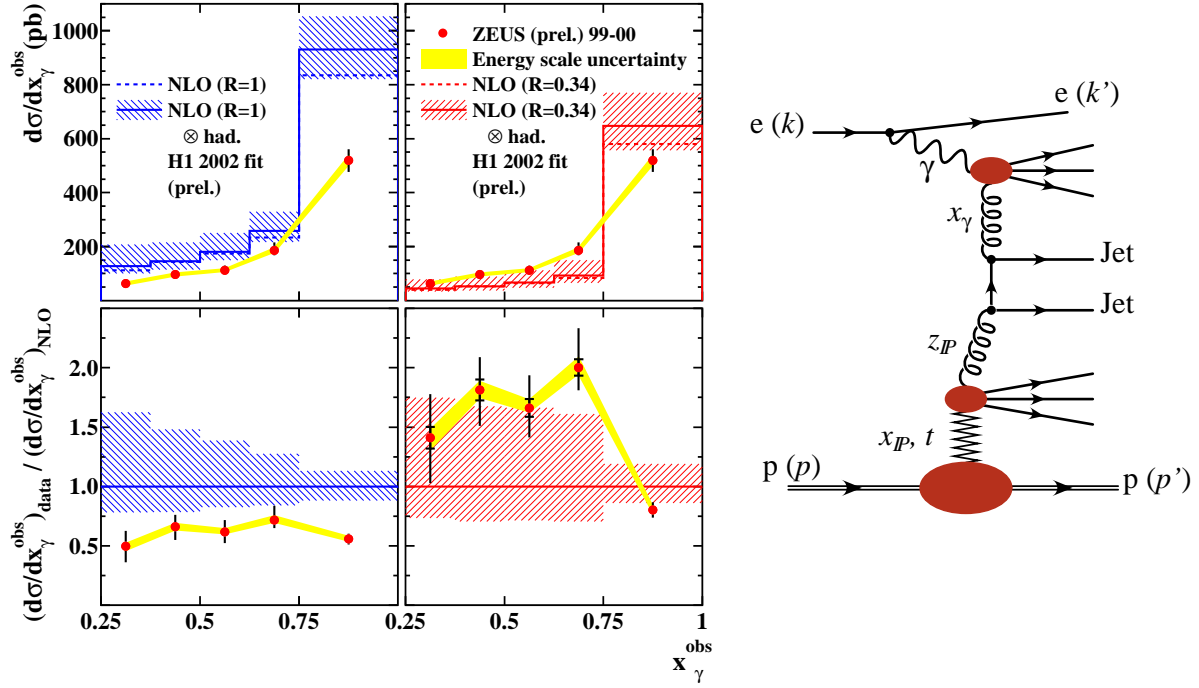 dσ/dx_γ^obs (pb)
1000
800
600
400
200
NLO (R=1)
NLO (R=1)
⊗ had.
H1 2002 fit
(prel.)
ZEUS (prel.) 99-00
Energy scale uncertainty
NLO (R=0.34)
NLO (R=0.34)
⊗ had.
H1 2002 fit
(prel.)
(dσ/dx_γ^obs)_data / (dσ/dx_γ^obs)_NLO
2.0
1.5
1.0
0.5
0.25 0.5 0.75 0.25 0.5 0.75 1
x_γ^obs
e (k)
e (k')
γ
x_γ
Jet
Jet
z_IP
x_IP, t
p (p)
p (p')